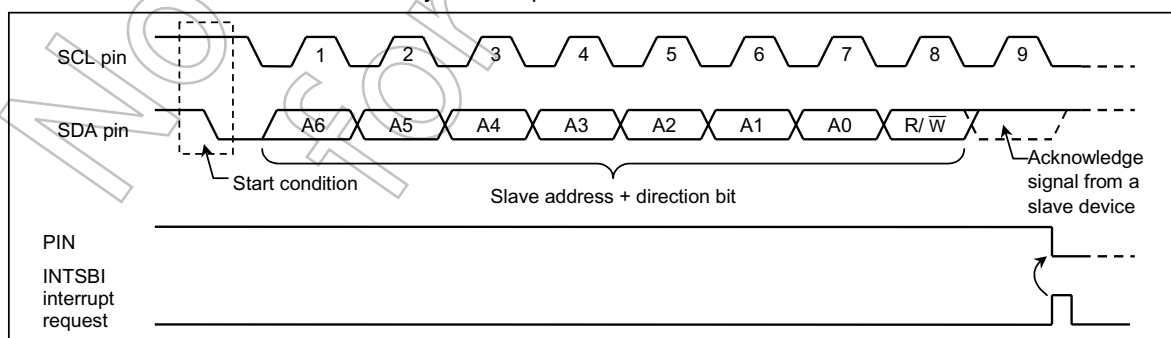 SCL pin
1 2 3 4 5 6 7 8 9
SDA pin
A6 A5 A4 A3 A2 A1 A0 R/W
Start condition
Slave address + direction bit
Acknowledge
signal from a
slave device
PIN
INTSBI
interrupt
request